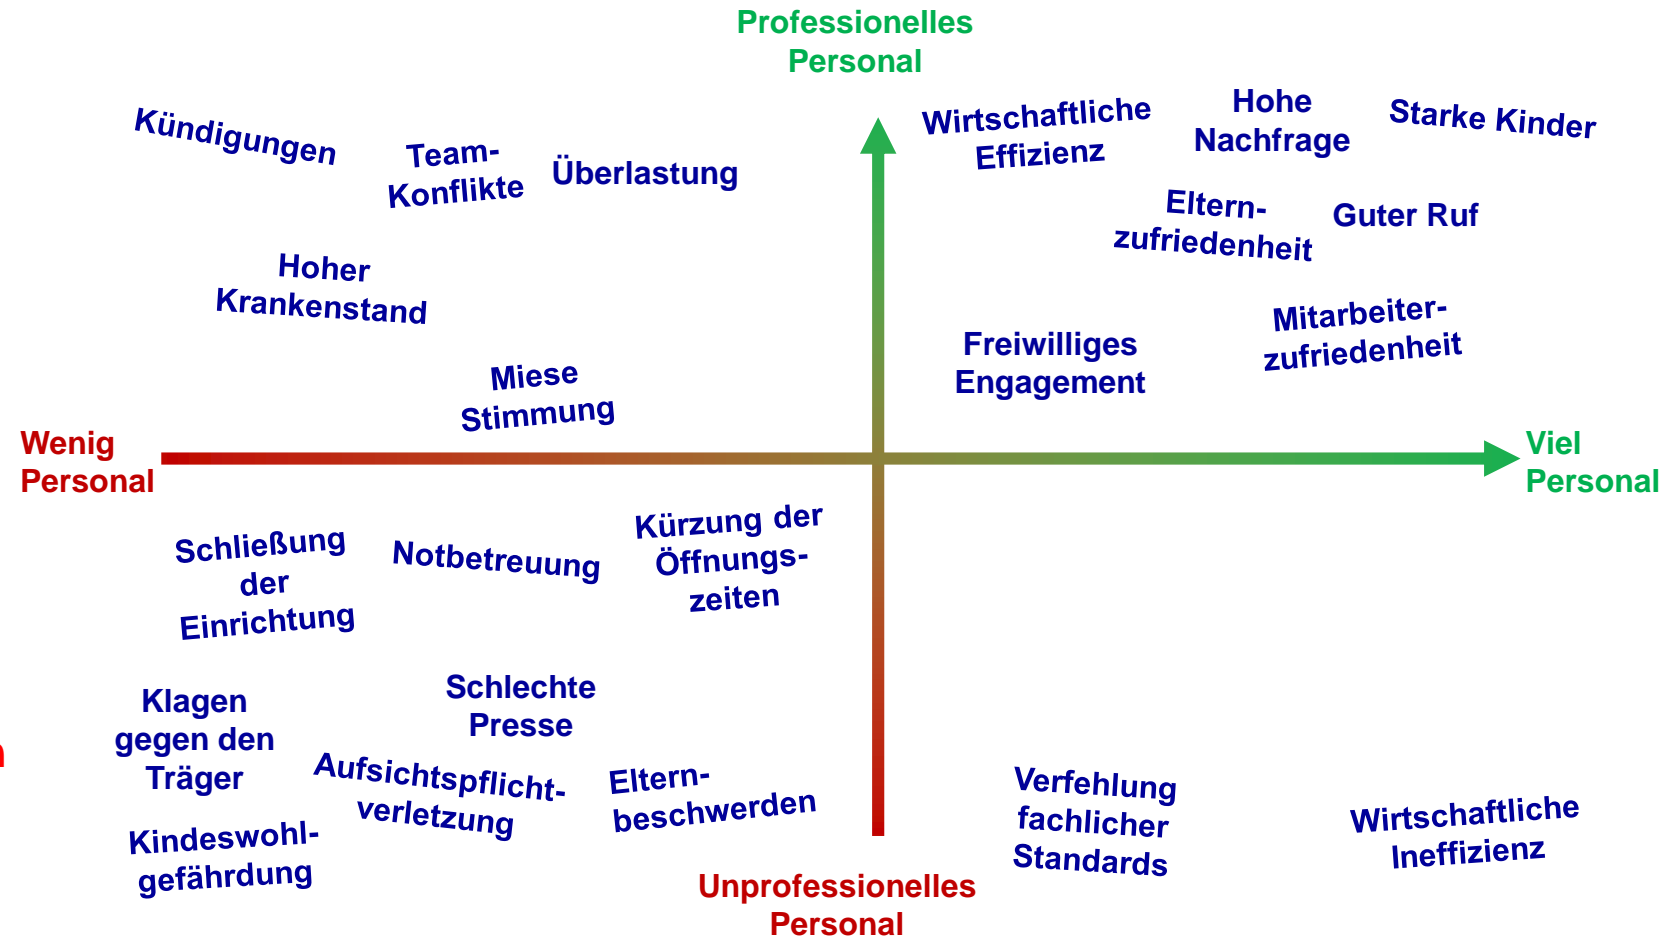 Professionelles
Personal
Kündigungen
Team-
Konflikte
Überlastung
Hoher
Krankenstand
Miese
Stimmung
Wirtschaftliche
Effizienz
Hohe
Nachfrage
Starke Kinder
Eltern-
zufriedenheit
Guter Ruf
Freiwilliges
Engagement
Mitarbeiter-
zufriedenheit
Wenig
Personal
Viel
Personal
Schließung
der
Einrichtung
Notbetreuung
Kürzung der
Öffnungs-
zeiten
Klagen
gegen den
Träger
Schlechte
Presse
Aufsichtspflicht-
verletzung
Eltern-
beschwerden
Kindeswohl-
gefährdung
Verfehlung
fachlicher
Standards
Wirtschaftliche
Ineffizienz
Unprofessionelles
Personal